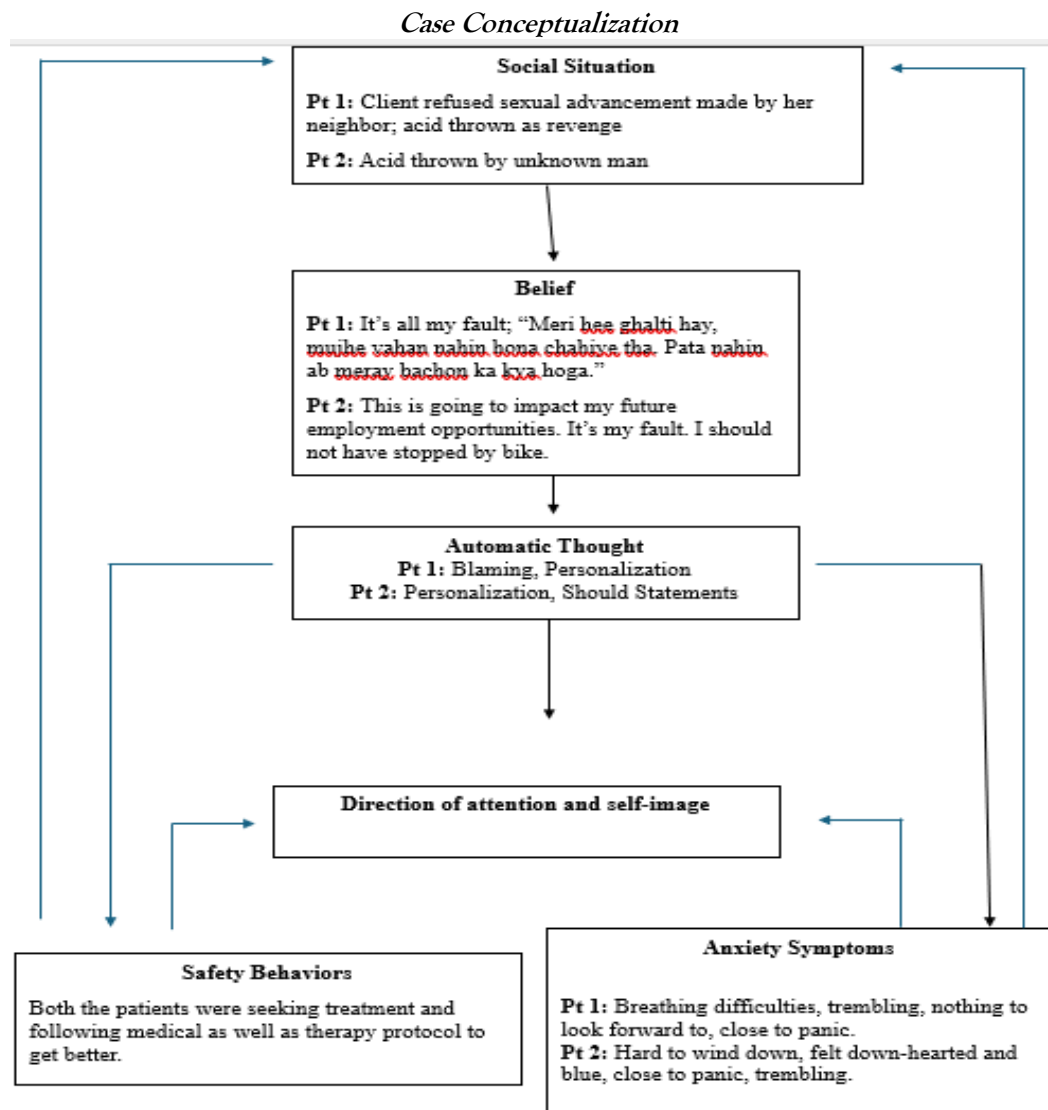 Case Conceptualization
Social Situation
Pt 1: Client refused sexual advancement made by her
neighbor; acid thrown as revenge
Pt 2: Acid thrown by unknown man
Belief
Pt 1: It’s all my fault; “Meri hee ghalti hay,
mujhe yahan nahin hona chahiye tha. Pata nahin
ab meray bachon ka kya hoga.”
Pt 2: This is going to impact my future
employment opportunities. It’s my fault. I should
not have stopped by bike.
Automatic Thought
Pt 1: Blaming, Personalization
Pt 2: Personalization, Should Statements
Direction of attention and self-image
Safety Behaviors
Both the patients were seeking treatment and
following medical as well as therapy protocol to
get better.
Anxiety Symptoms
Pt 1: Breathing difficulties, trembling, nothing to
look forward to, close to panic.
Pt 2: Hard to wind down, felt down-hearted and
blue, close to panic, trembling.